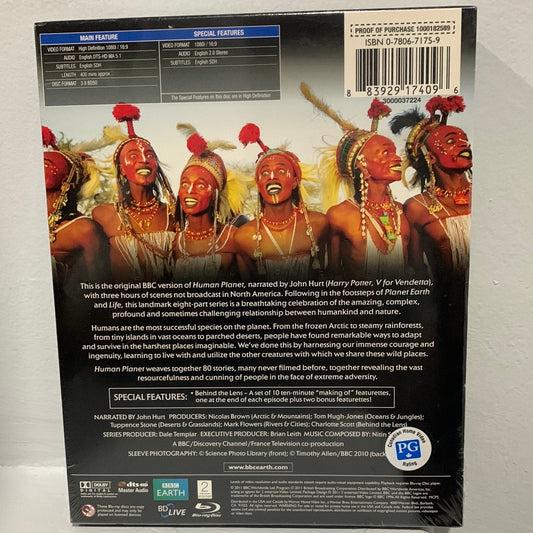 MAIN FEATURE
VIDEO FORMAT High Definition 1080i / 16:9
AUDIO English DTS-HD MA 5.1
SUBTITLES English SDH
LENGTH 400 mins approx
DISC FORMAT 3 X BD50
SPECIAL FEATURES
VIDEO FORMAT 1080i / 16:9
AUDIO English 2.0 Stereo
SUBTITLES English SDH
The Special Features on this disc are in High Definition
PROOF OF PURCHASE 1000182589
ISBN 0-7806-7175-9
8 83929 17409 6
3000037224
This is the original BBC version of Human Planet, narrated by John Hurt (Harry Potter, V for Vendetta),
with three hours of scenes not broadcast in North America. Following in the footsteps of Planet Earth
and Life, this landmark eight-part series is a breathtaking celebration of the amazing, complex,
profound and sometimes challenging relationship between humankind and nature.
Humans are the most successful species on the planet. From the frozen Arctic to steamy rainforests,
from tiny islands in vast oceans to parched deserts, people have found remarkable ways to adapt
and survive in the harshest places imaginable. We've done this by harnessing our immense courage and
ingenuity, learning to live with and utilize the other creatures with which we share these wild places.
Human Planet weaves together 80 stories, many never filmed before, together revealing the vast
resourcefulness and cunning of people in the face of extreme adversity.
SPECIAL FEATURES:
• Behind the Lens – A set of 10 ten-minute "making of" featurettes,
one at the end of each episode plus two bonus featurettes!
NARRATED BY John Hurt PRODUCERS: Nicolas Brown (Arctic & Mountains); Tom Hugh-Jones (Oceans & Jungles);
Tuppence Stone (Deserts & Grasslands); Mark Flowers (Rivers & Cities); Charlotte Scott (Behind the Lens)
SERIES PRODUCER: Dale Templar EXECUTIVE PRODUCER: Brian Leith MUSIC COMPOSED BY: Nitin
A BBC/Discovery Channel/France Television co-production
SLEEVE PHOTOGRAPHY: © Science Photo Library (front); © Timothy Allen/BBC 2010 (back)
www.bbcearth.com
Canadian Home Video
PG
Rating
DOLBY
DIGITAL
dts-HD
Master Audio
BBC
EARTH
2
BD LIVE
Blu-ray Disc